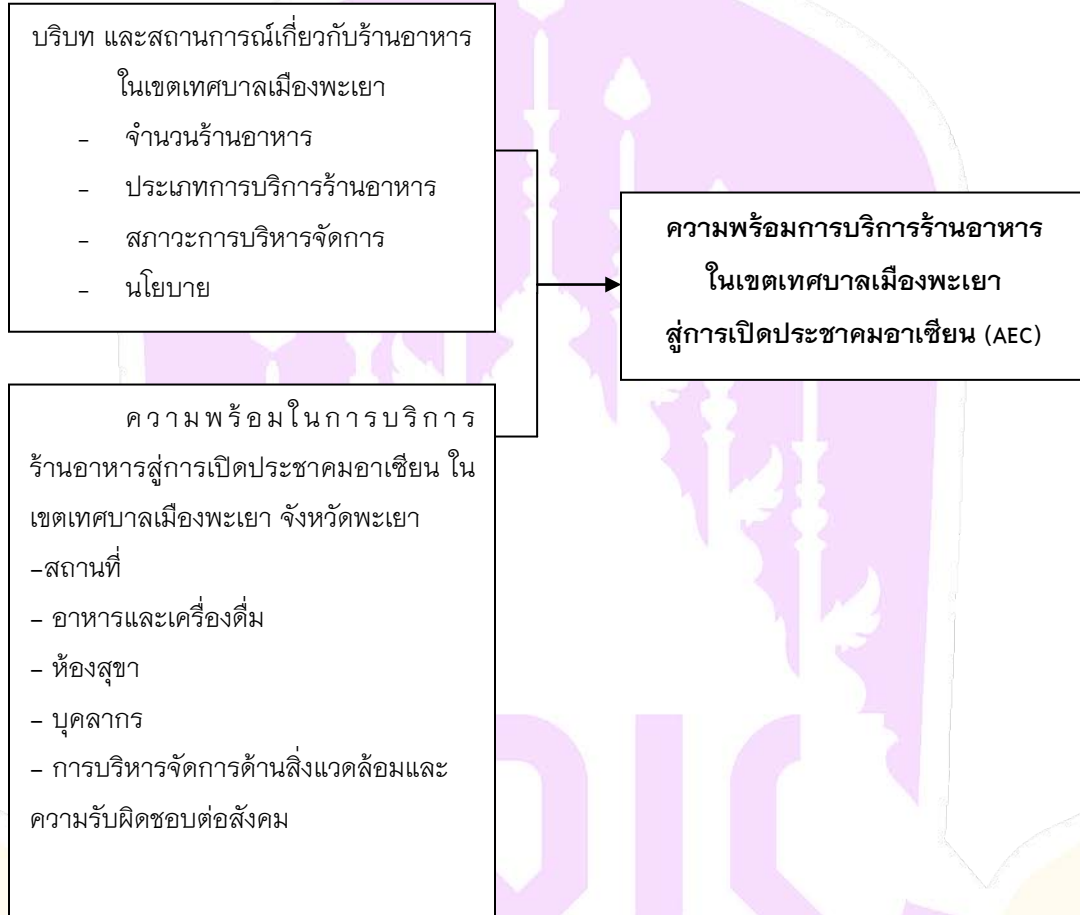 บริบท และสถานการณ์เกี่ยวกับร้านอาหาร
ในเขตเทศบาลเมืองพะเยา
- จำนวนร้านอาหาร
- ประเภทการบริการร้านอาหาร
- สภาวะการบริหารจัดการ
- นโยบาย
ความพร้อมการบริการร้านอาหาร
ในเขตเทศบาลเมืองพะเยา
สู่การเปิดประชาคมอาเซียน (AEC)
ความพร้อมในการบริการ
ร้านอาหารสู่การเปิดประชาคมอาเซียน ใน
เขตเทศบาลเมืองพะเยา จังหวัดพะเยา
-สถานที่
- อาหารและเครื่องดื่ม
- ห้องสุขา
- บุคลากร
- การบริหารจัดการด้านสิ่งแวดล้อมและ
ความรับผิดชอบต่อสังคม